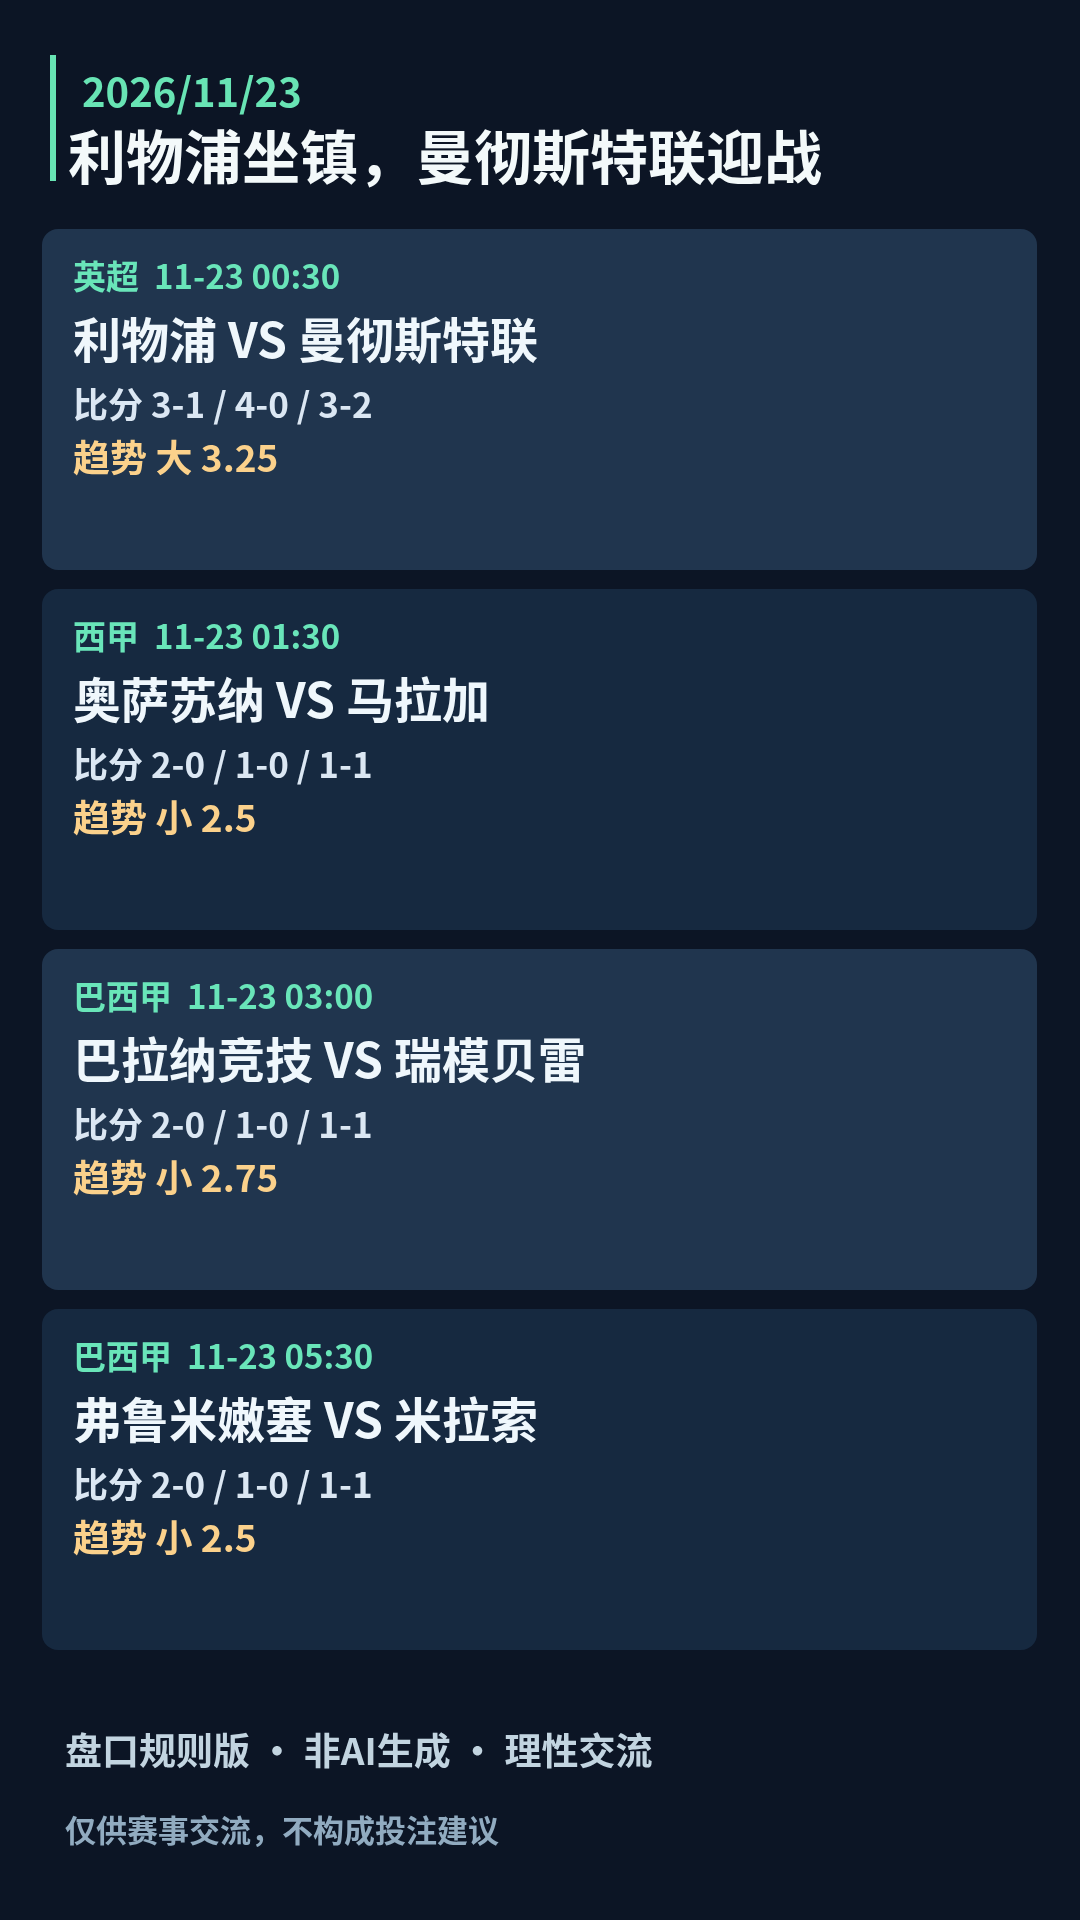 2026/11/23
利物浦坐镇，曼彻斯特联迎战
英超 11-23 00:30
利物浦 VS 曼彻斯特联
比分 3-1 / 4-0 / 3-2
趋势 大 3.25
西甲 11-23 01:30
奥萨苏纳 VS 马拉加
比分 2-0 / 1-0 / 1-1
趋势 小 2.5
巴西甲 11-23 03:00
巴拉纳竞技 VS 瑞模贝雷
比分 2-0 / 1-0 / 1-1
趋势 小 2.75
巴西甲 11-23 05:30
弗鲁米嫩塞 VS 米拉索
比分 2-0 / 1-0 / 1-1
趋势 小 2.5
盘口规则版 · 非AI生成 · 理性交流
仅供赛事交流，不构成投注建议